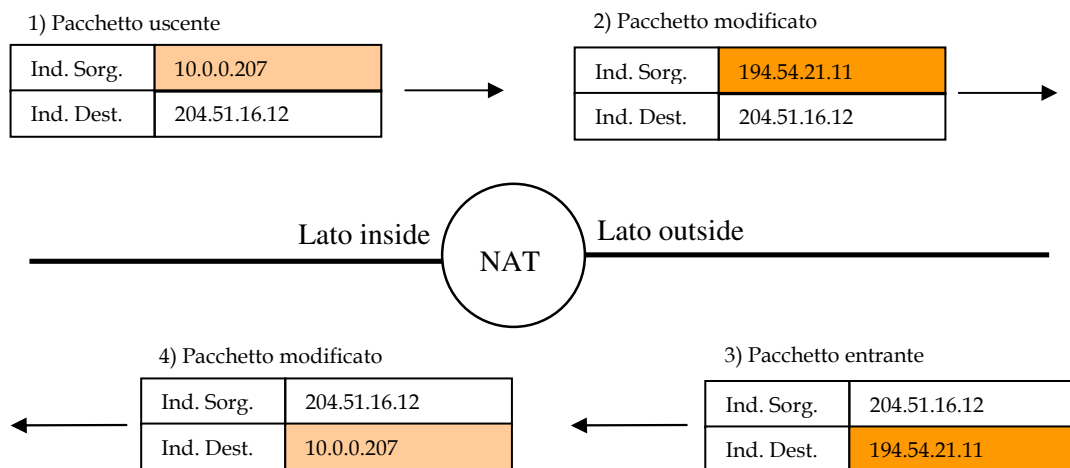 1) Pacchetto uscente
Ind. Sorg. 10.0.0.207
Ind. Dest. 204.51.16.12
2) Pacchetto modificato
Ind. Sorg. 194.54.21.11
Ind. Dest. 204.51.16.12
Lato inside
NAT
Lato outside
4) Pacchetto modificato
Ind. Sorg. 204.51.16.12
Ind. Dest. 10.0.0.207
3) Pacchetto entrante
Ind. Sorg. 204.51.16.12
Ind. Dest. 194.54.21.11